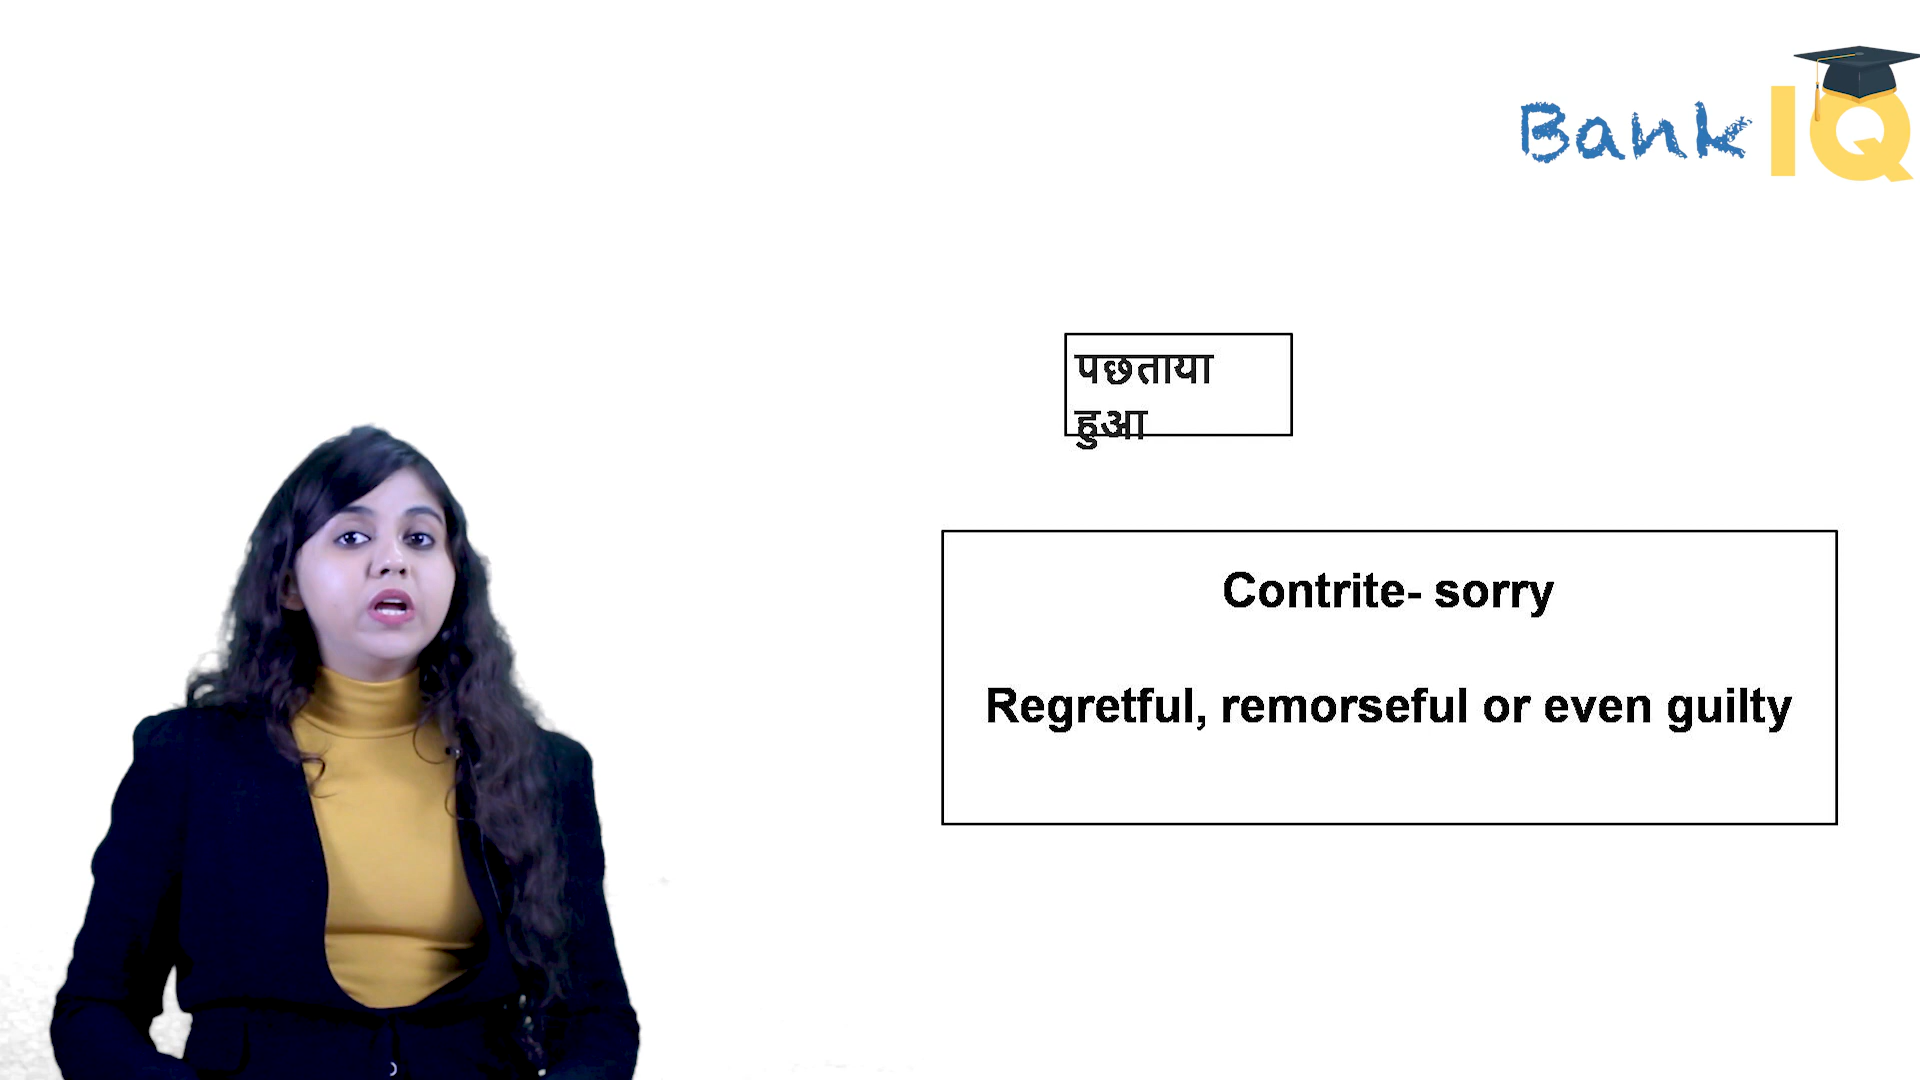 Bank IQ
पछताया
हुआ
Contrite- sorry
Regretful, remorseful or even guilty